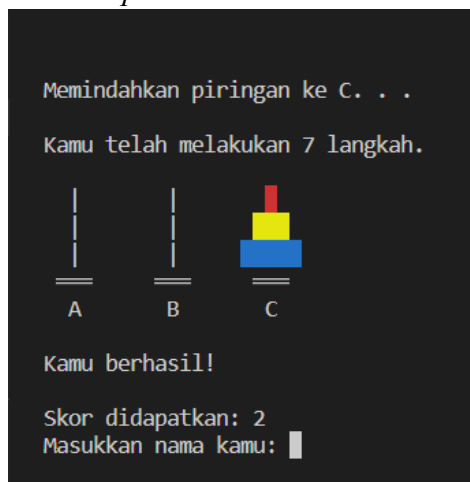 Memindahkan piringan ke C. . .
Kamu telah melakukan 7 langkah.
A B C
Kamu berhasil!
Skor didapatkan: 2
Masukkan nama kamu: